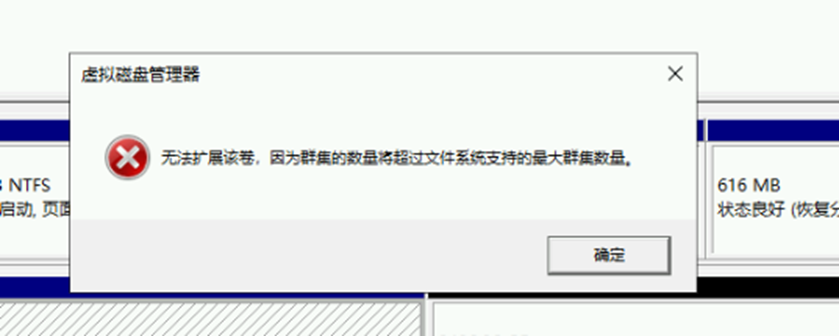 虚拟磁盘管理器
无法扩展该卷，因为群集的数量将超过文件系统支持的最大群集数量。
NTFS
616 MB
启动, 页面
状态良好 (恢复分
确定